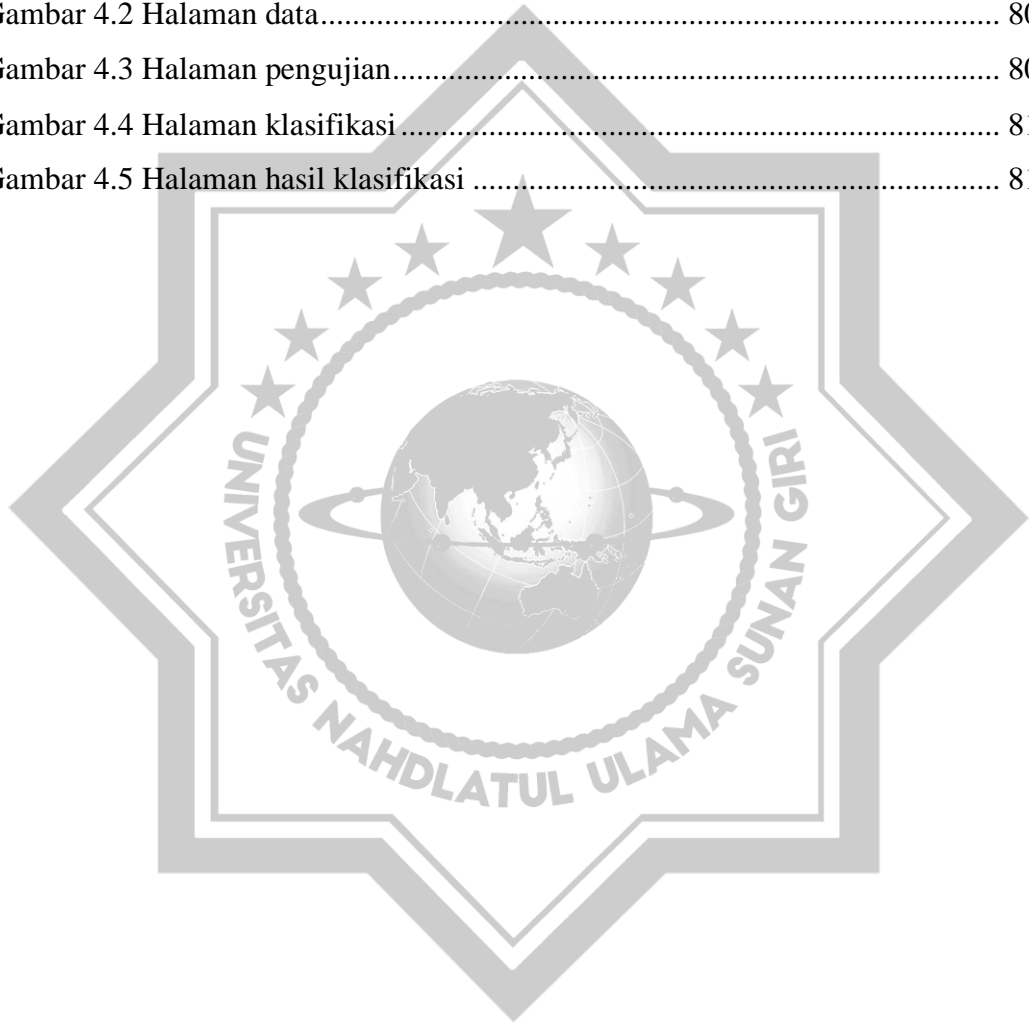 Gambar 4.2 Halaman data........................................................................................ 80
Gambar 4.3 Halaman pengujian.............................................................................. 80
Gambar 4.4 Halaman klasifikasi............................................................................. 81
Gambar 4.5 Halaman hasil klasifikasi .................................................................... 81
UNIVERSITAS NAHDLATUL ULAMA SUNAN GIRI